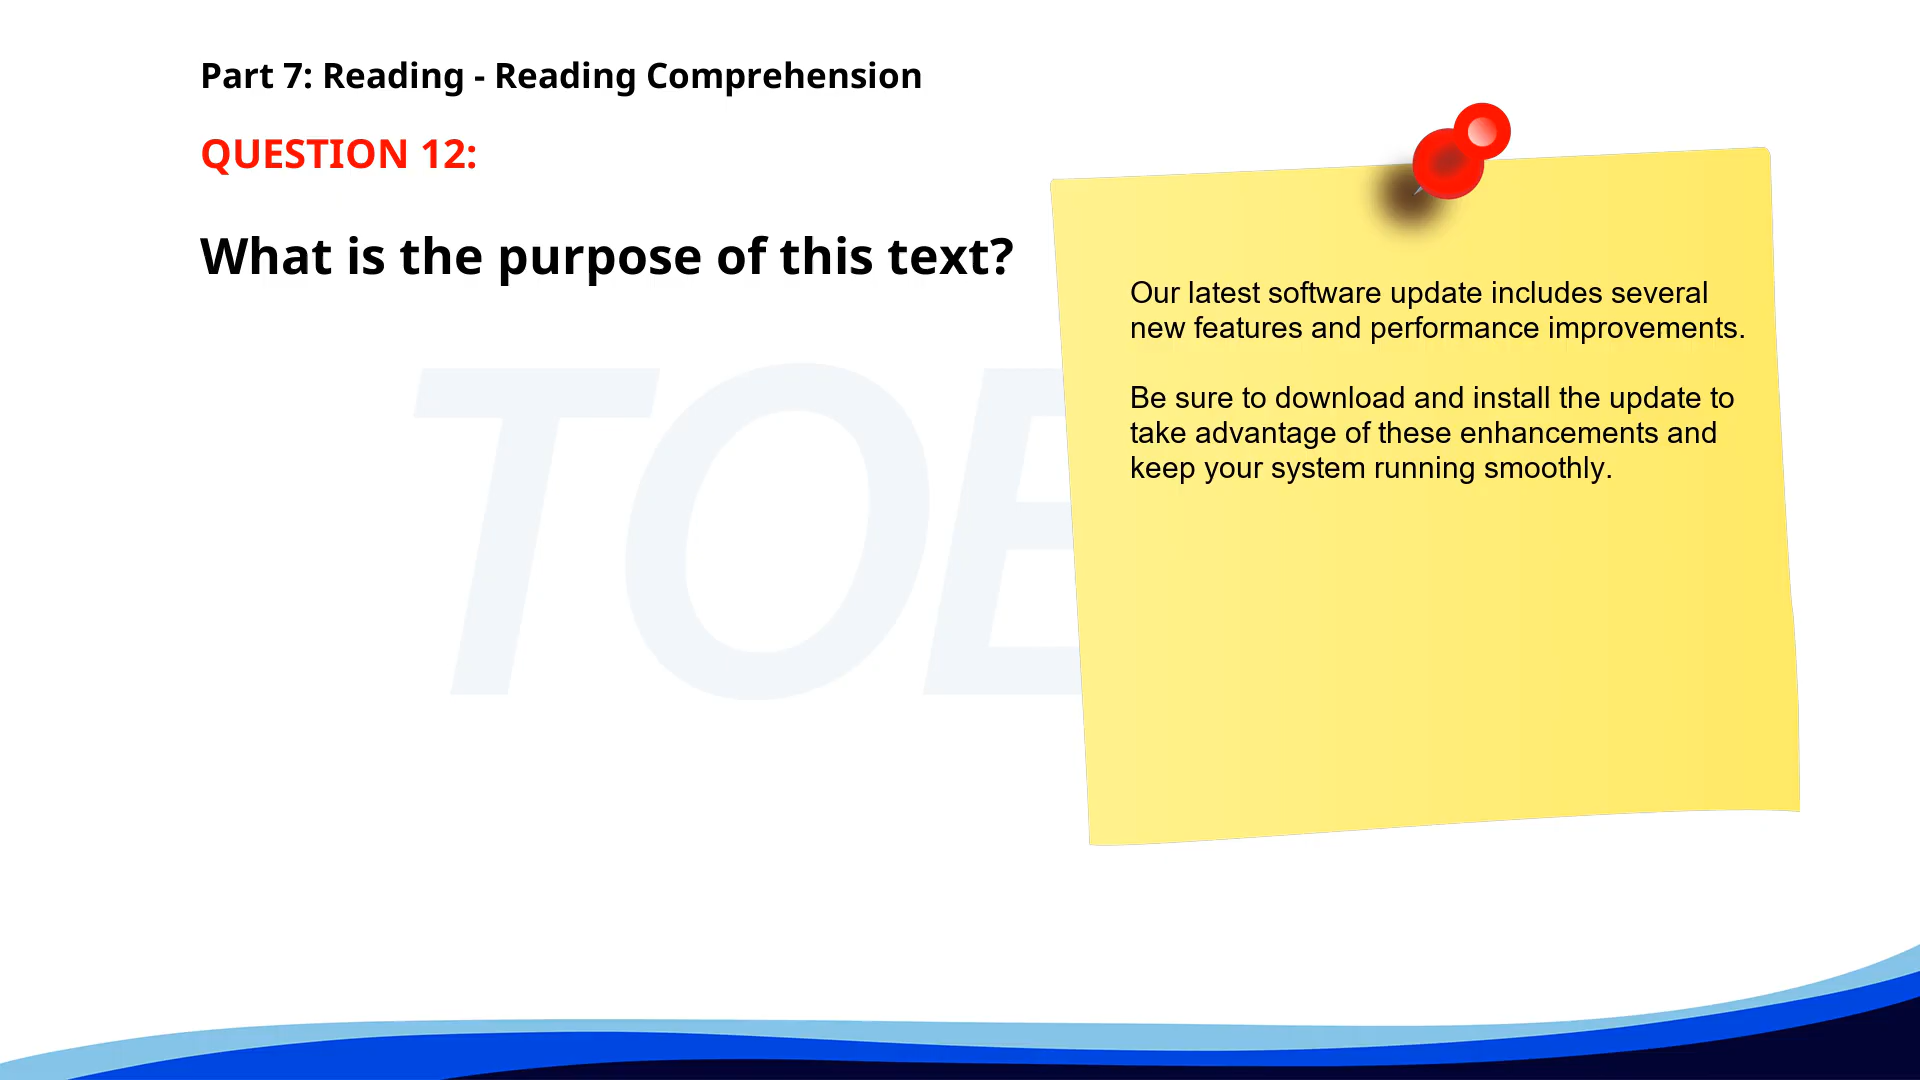 Part 7: Reading - Reading Comprehension
QUESTION 12:
What is the purpose of this text?
Our latest software update includes several
new features and performance improvements.
Be sure to download and install the update to
take advantage of these enhancements and
keep your system running smoothly.
TOE